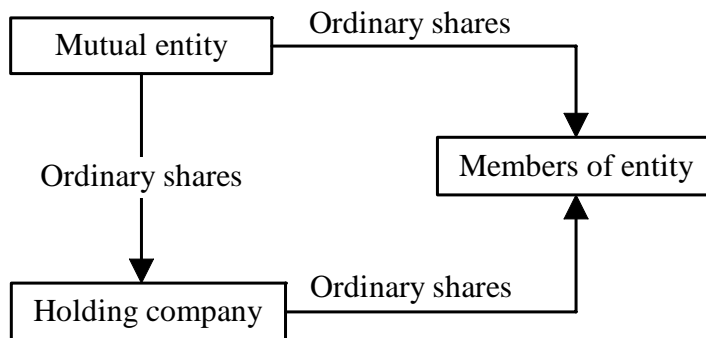 Ordinary shares
Mutual entity
Members of entity
Ordinary shares
Ordinary shares
Holding company